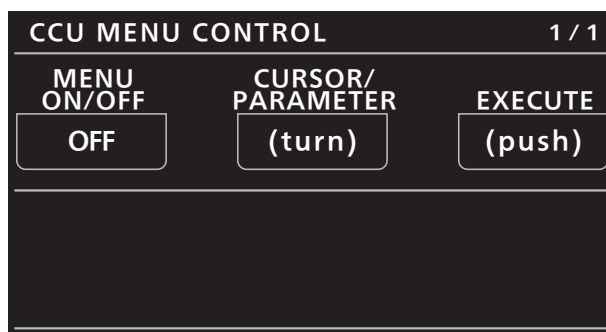 CCU MENU CONTROL 1 / 1
MENU ON/OFF
CURSOR/ PARAMETER
EXECUTE
OFF
(turn)
(push)